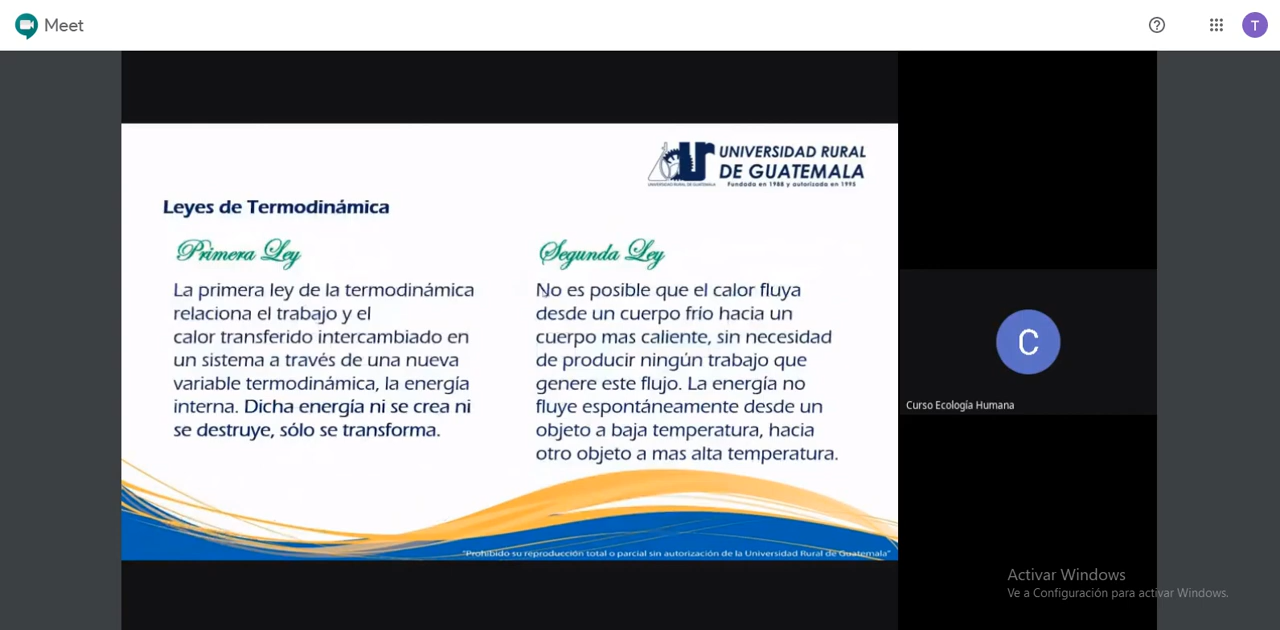 Meet
T
UNIVERSIDAD RURAL
DE GUATEMALA
Fundada en 1988 y autorizada en 1995
UNIVERSIDAD RURAL DE GUATEMALA
Leyes de Termodinámica
Primera Ley
La primera ley de la termodinámica
relaciona el trabajo y el
calor transferido intercambiado en
un sistema a través de una nueva
variable termodinámica, la energía
interna. Dicha energía ni se crea ni
se destruye, sólo se transforma.
Segunda Ley
No es posible que el calor fluya
desde un cuerpo frío hacia un
cuerpo mas caliente, sin necesidad
de producir ningún trabajo que
genere este flujo. La energía no
fluye espontáneamente desde un
objeto a baja temperatura, hacia
otro objeto a mas alta temperatura.
"Prohibido su reproducción total o parcial sin autorización de la Universidad Rural de Guatemala"
C
Curso Ecología Humana
Activar Windows
Ve a Configuración para activar Windows.